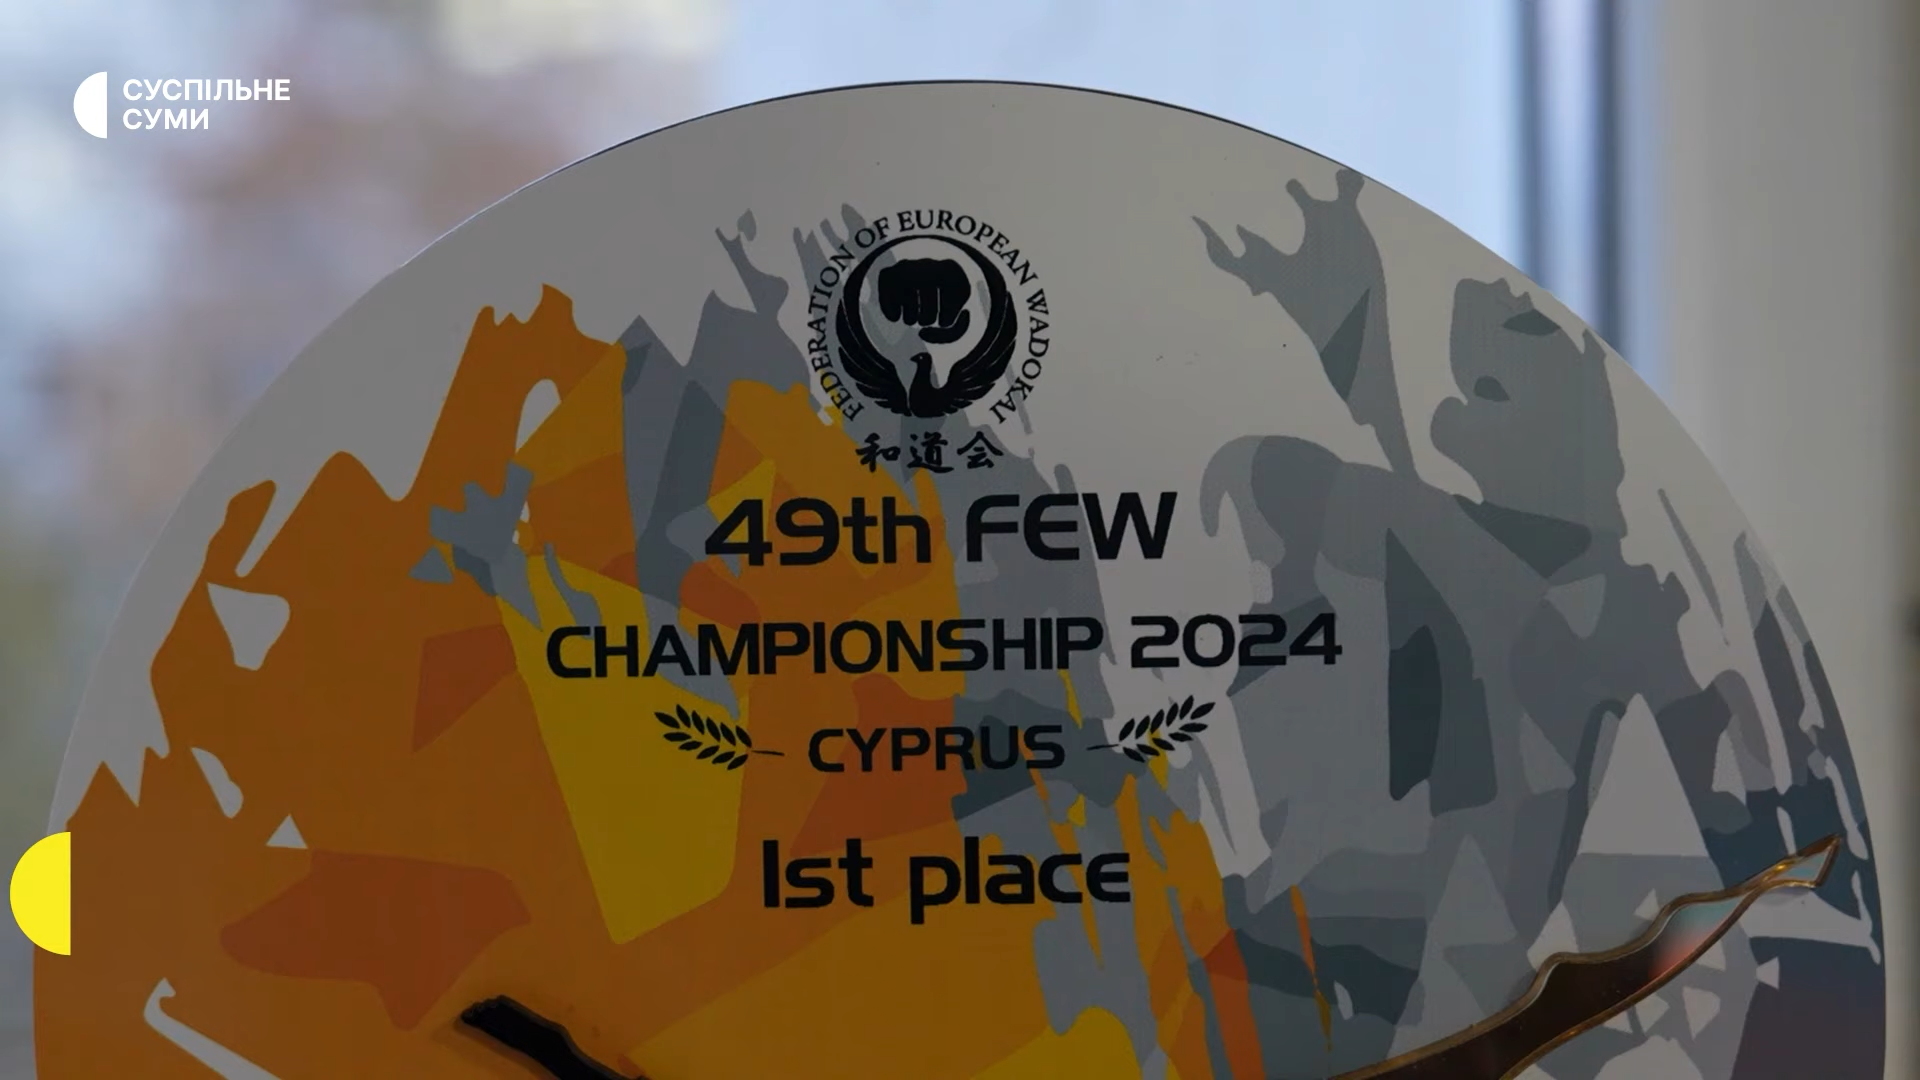 СУСПІЛЬНЕ
СУМИ
FEDERATION OF EUROPEAN WADOKAI
和道会
49th FEW
CHAMPIONSHIP 2024
CYPRUS
1st place